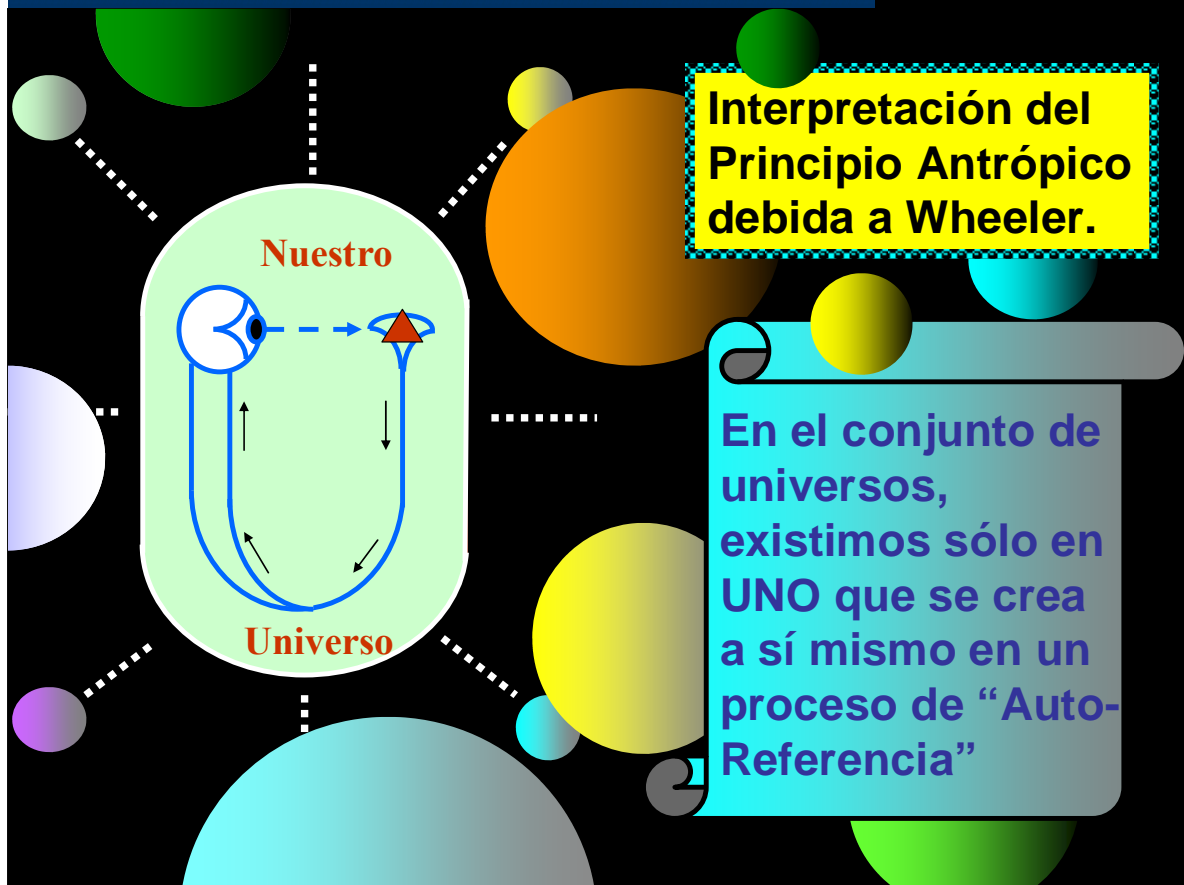 Interpretación del
Principio Antrópico
debida a Wheeler.
Nuestro
Universo
En el conjunto de
universos,
existimos sólo en
UNO que se crea
a sí mismo en un
proceso de “Auto-
Referencia”